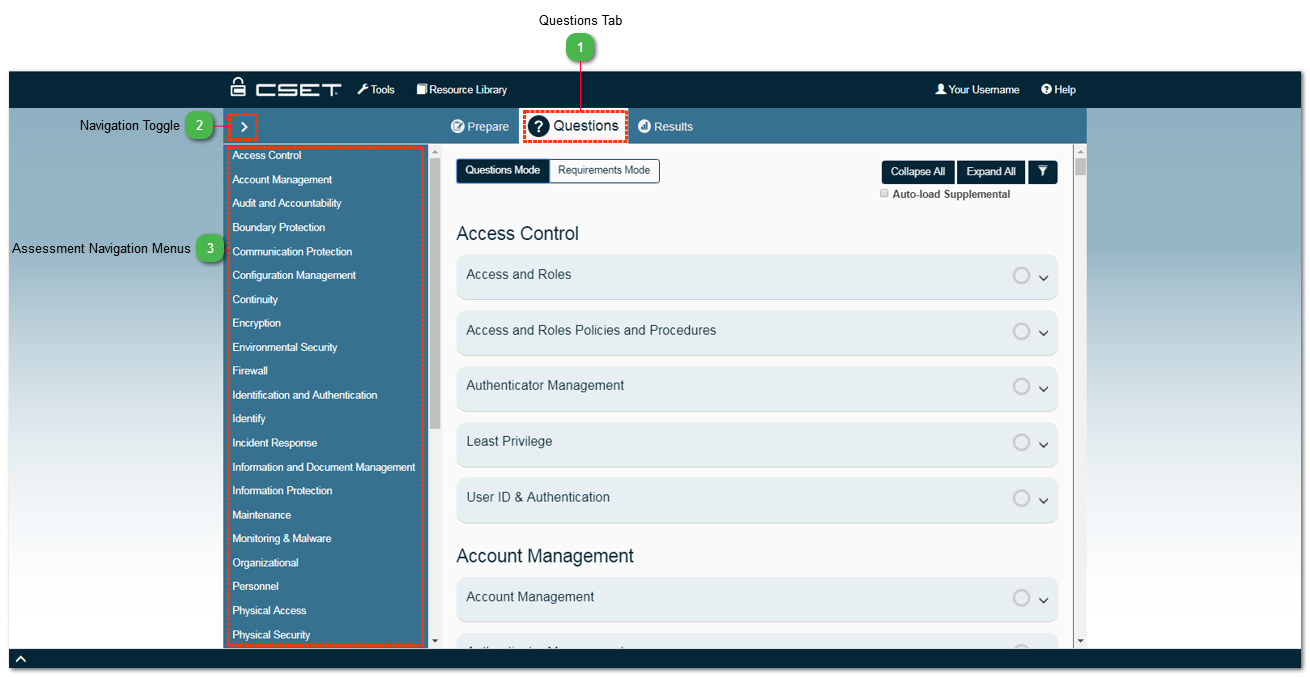 Questions Tab
1
CSET
Tools
Resource Library
Your Username
Help
Navigation Toggle
2
Prepare
? Questions
Results
Assessment Navigation Menus
3
Access Control
Account Management
Audit and Accountability
Boundary Protection
Communication Protection
Configuration Management
Continuity
Encryption
Environmental Security
Firewall
Identification and Authentication
Identify
Incident Response
Information and Document Management
Information Protection
Maintenance
Monitoring & Malware
Organizational
Personnel
Physical Access
Physical Security
Questions Mode
Requirements Mode
Collapse All
Expand All
Auto-load Supplemental
Access Control
Access and Roles
Access and Roles Policies and Procedures
Authenticator Management
Least Privilege
User ID & Authentication
Account Management
Account Management